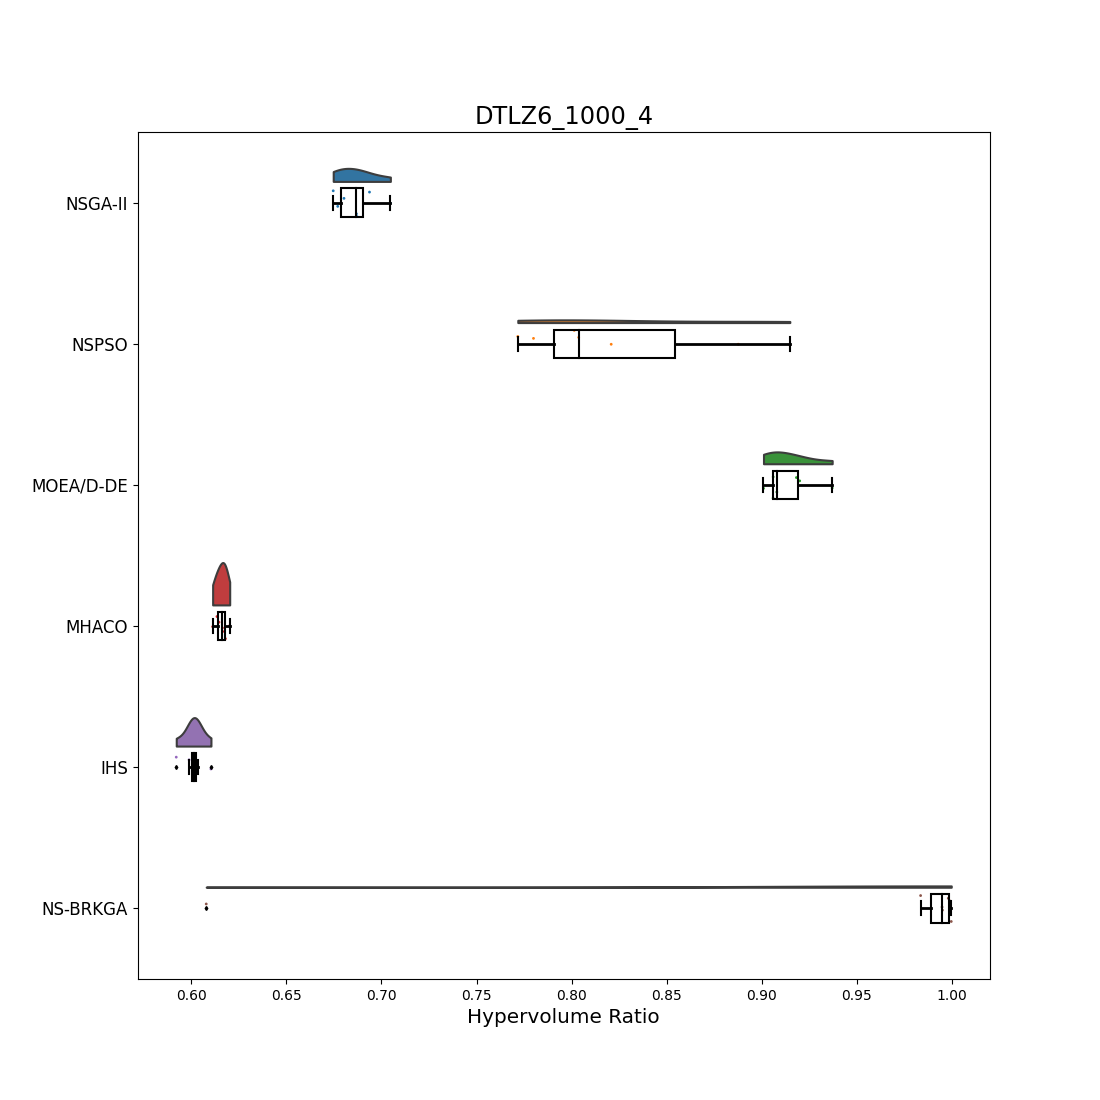 DTLZ6_1000_4
NSGA-II
NSPSO
MOEA/D-DE
MHACO
IHS
NS-BRKGA
0.60 0.65 0.70 0.75 0.80 0.85 0.90 0.95 1.00
Hypervolume Ratio